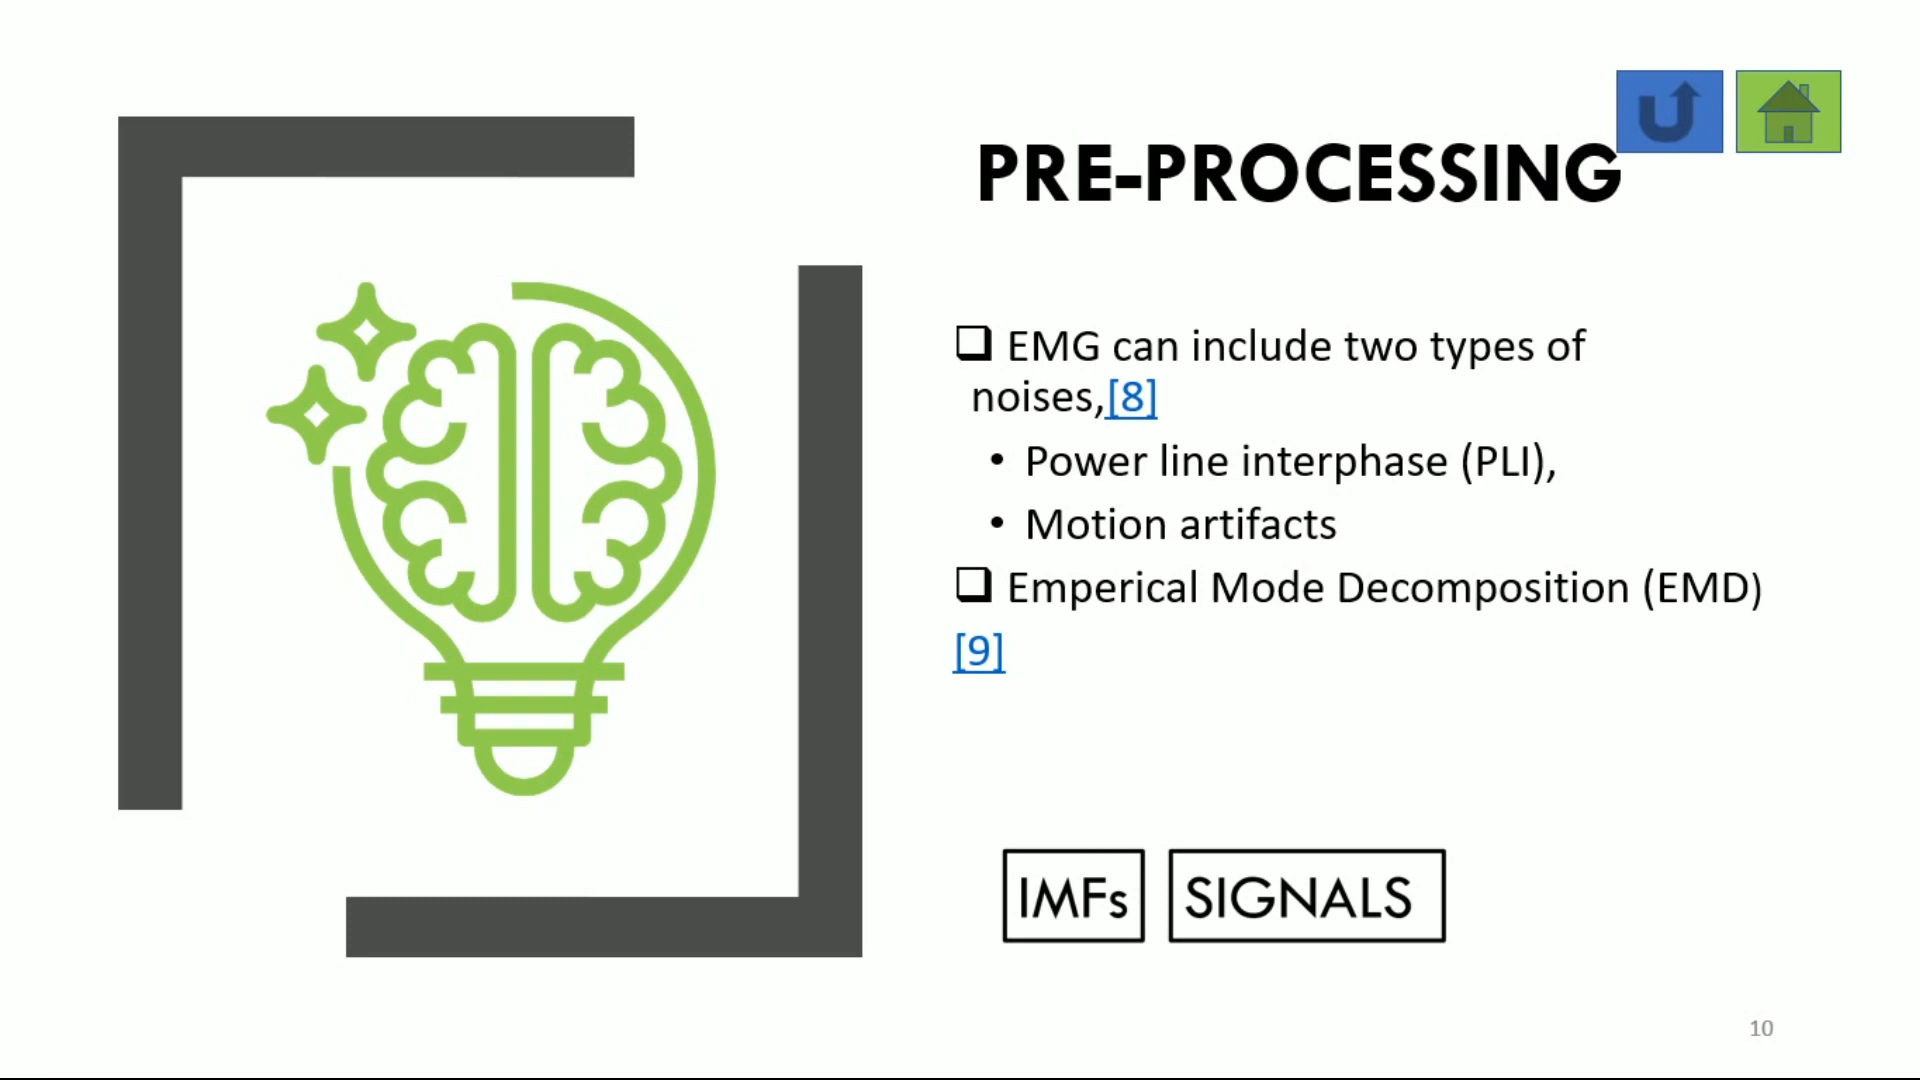 PRE-PROCESSING
EMG can include two types of
noises,[8]
• Power line interphase (PLI),
• Motion artifacts
Emperical Mode Decomposition (EMD)
[9]
IMFs SIGNALS
10